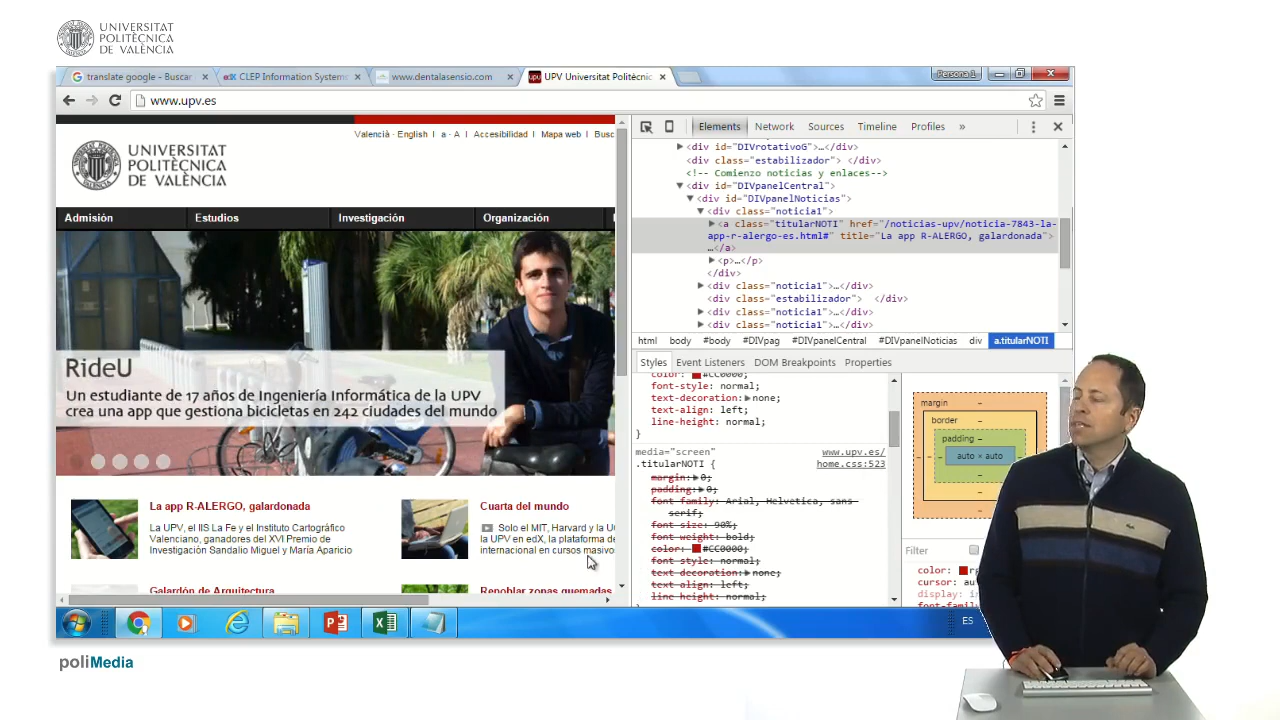 UNIVERSITAT
POLITÈCNICA
DE VALÈNCIA
translate google - Buscar
CLEP Information Systems
www.dentalasensio.com
UPV Universitat Politècnic
Persona 1
www.upv.es
Valencià · English | a · A | Accesibilidad | Mapa web | Busc
UNIVERSITAT
POLITÈCNICA
DE VALÈNCIA
Admisión
Estudios
Investigación
Organización
RideU
Un estudiante de 17 años de Ingeniería Informática de la UPV
crea una app que gestiona bicicletas en 242 ciudades del mundo
La app R-ALERGO, galardonada
La UPV, el IIS La Fe y el Instituto Cartográfico
Valenciano, ganadores del XVI Premio de
Investigación Sandalio Miguel y María Aparicio
Cuarta del mundo
Solo el MIT, Harvard y la U
UPV en edX, la plataforma de
internacional en cursos masivos
Galardón de Arquitectura
Repoblar zonas quemadas
Elements Network Sources Timeline Profiles »
<div id="DIVrotativoG">…</div>
<div class="estabilizador"> </div>
<!-- Comienzo noticias y enlaces-->
<div id="DIVpanelCentral">
<div id="DIVpanelNoticias">
<div class="noticia1">
<a class="titularNOTI" href="/noticias-upv/noticia-7843-la-
app-r-alergo-es.html#" title="La app R-ALERGO, galardonada">
…</a>
<p>…</p>
</div>
<div class="noticia1">…</div>
<div class="estabilizador"> </div>
<div class="noticia1">…</div>
<div class="noticia1">…</div>
html body #body #DIVpag #DIVpanelCentral #DIVpanelNoticias div a.titularNOTI
Styles Event Listeners DOM Breakpoints Properties
color: #CC0000;
font-style: normal;
text-decoration: none;
text-align: left;
line-height: normal;
}
media="screen" www.upv.es/
.titularNOTI { home.css:523
margin: 0;
padding: 0;
font-family: Arial, Helvetica, sans-
serif;
font-size: 90%;
font-weight: bold;
color: #CC0000;
font-style: normal;
text-decoration: none;
text-align: left;
line-height: normal;
margin –
border –
padding –
auto × auto
Filter
color:
cursor:
display:
font-family
ES
poliMedia